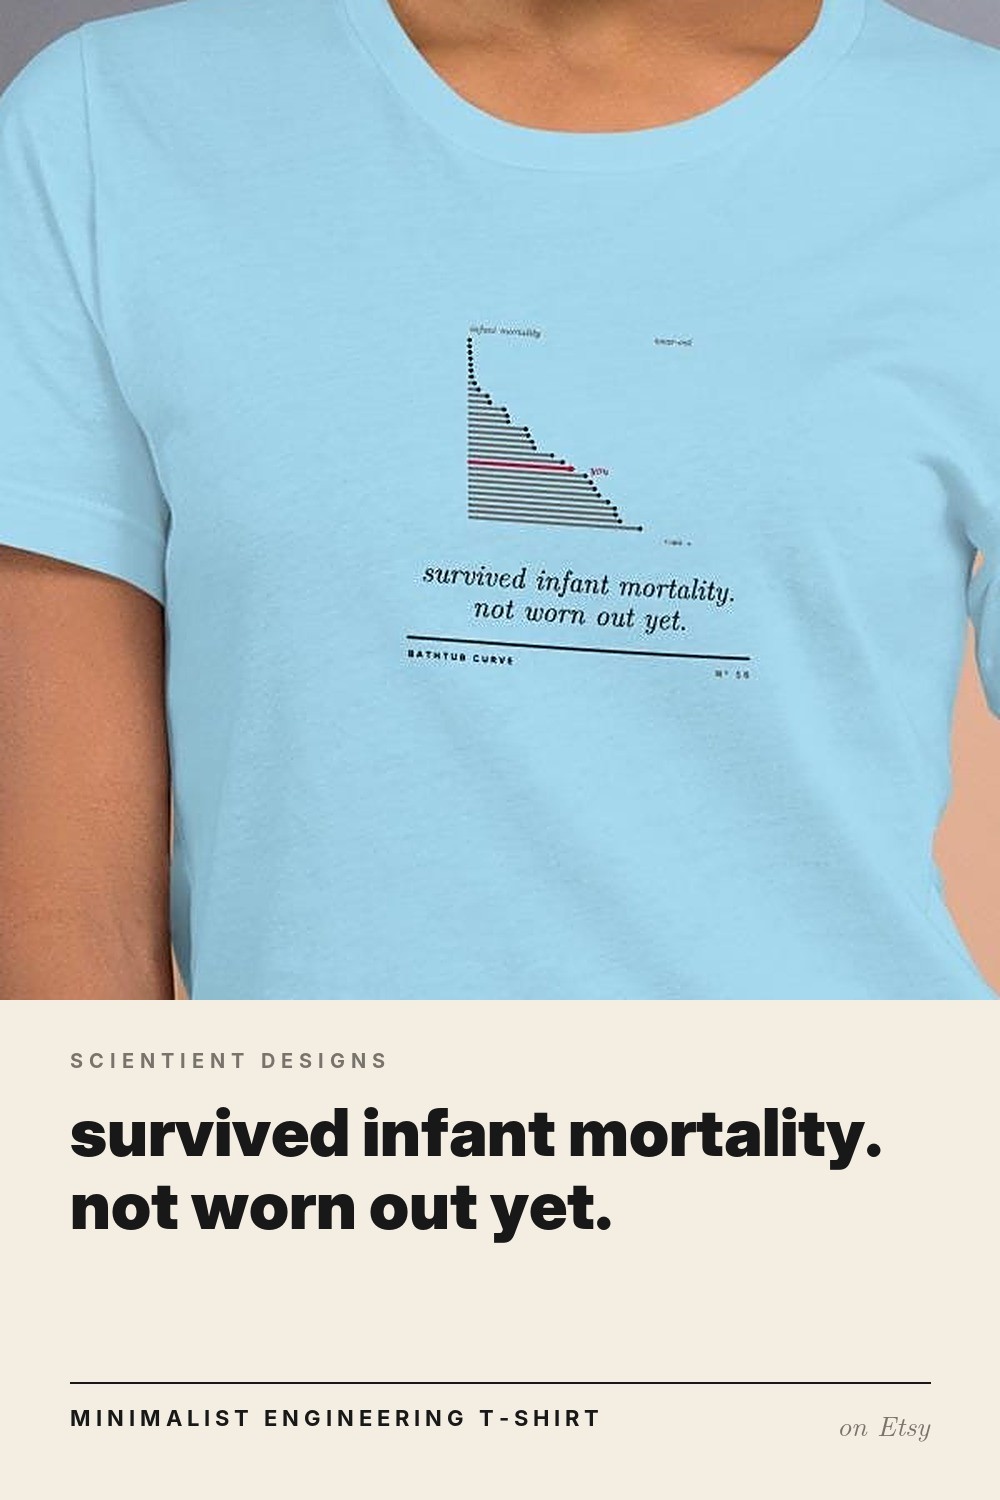 infant mortality
wear-out
you
survived infant mortality.
not worn out yet.
BATHTUB CURVE
SCIENTIENT DESIGNS
survived infant mortality.
not worn out yet.
MINIMALIST ENGINEERING T-SHIRT
on Etsy